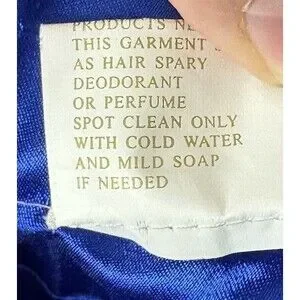 PRODUCTS
THIS GARMENT
AS HAIR SPARY
DEODORANT
OR PERFUME
SPOT CLEAN ONLY
WITH COLD WATER
AND MILD SOAP
IF NEEDED